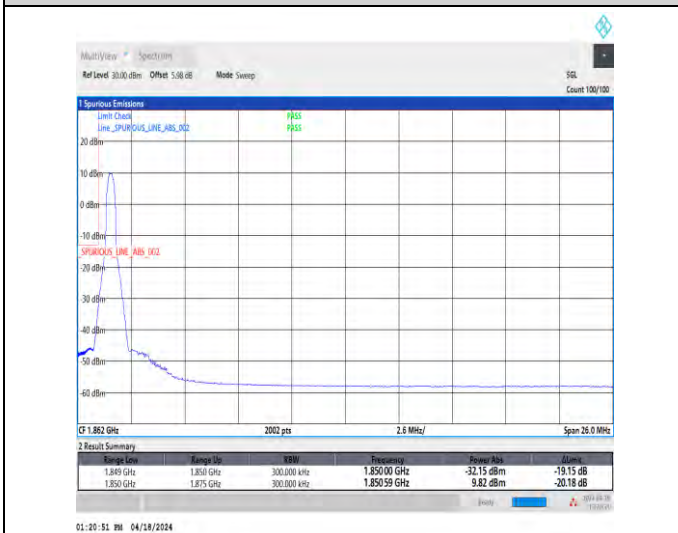 MultiView Spectrum
Ref Level 30.00 dBm Offset 5.98 dB Mode Sweep SGL
Count 100/100
1 Spurious Emissions
Limit Check PASS
Line _SPURIOUS_LINE_ABS_002 PASS
20 dBm
10 dBm
0 dBm
-10 dBm
_SPURIOUS_LINE_ABS_002
-20 dBm
-30 dBm
-40 dBm
-50 dBm
-60 dBm
CF 1.862 GHz 2002 pts 2.6 MHz/ Span 26.0 MHz
2 Result Summary
Range Low Range Up RBW Frequency Power Abs ΔLimit
1.849 GHz 1.850 GHz 300.000 kHz 1.85000 GHz -32.15 dBm -19.15 dB
1.850 GHz 1.875 GHz 300.000 kHz 1.85059 GHz 9.82 dBm -20.18 dB
01:20:51 PM 04/18/2024